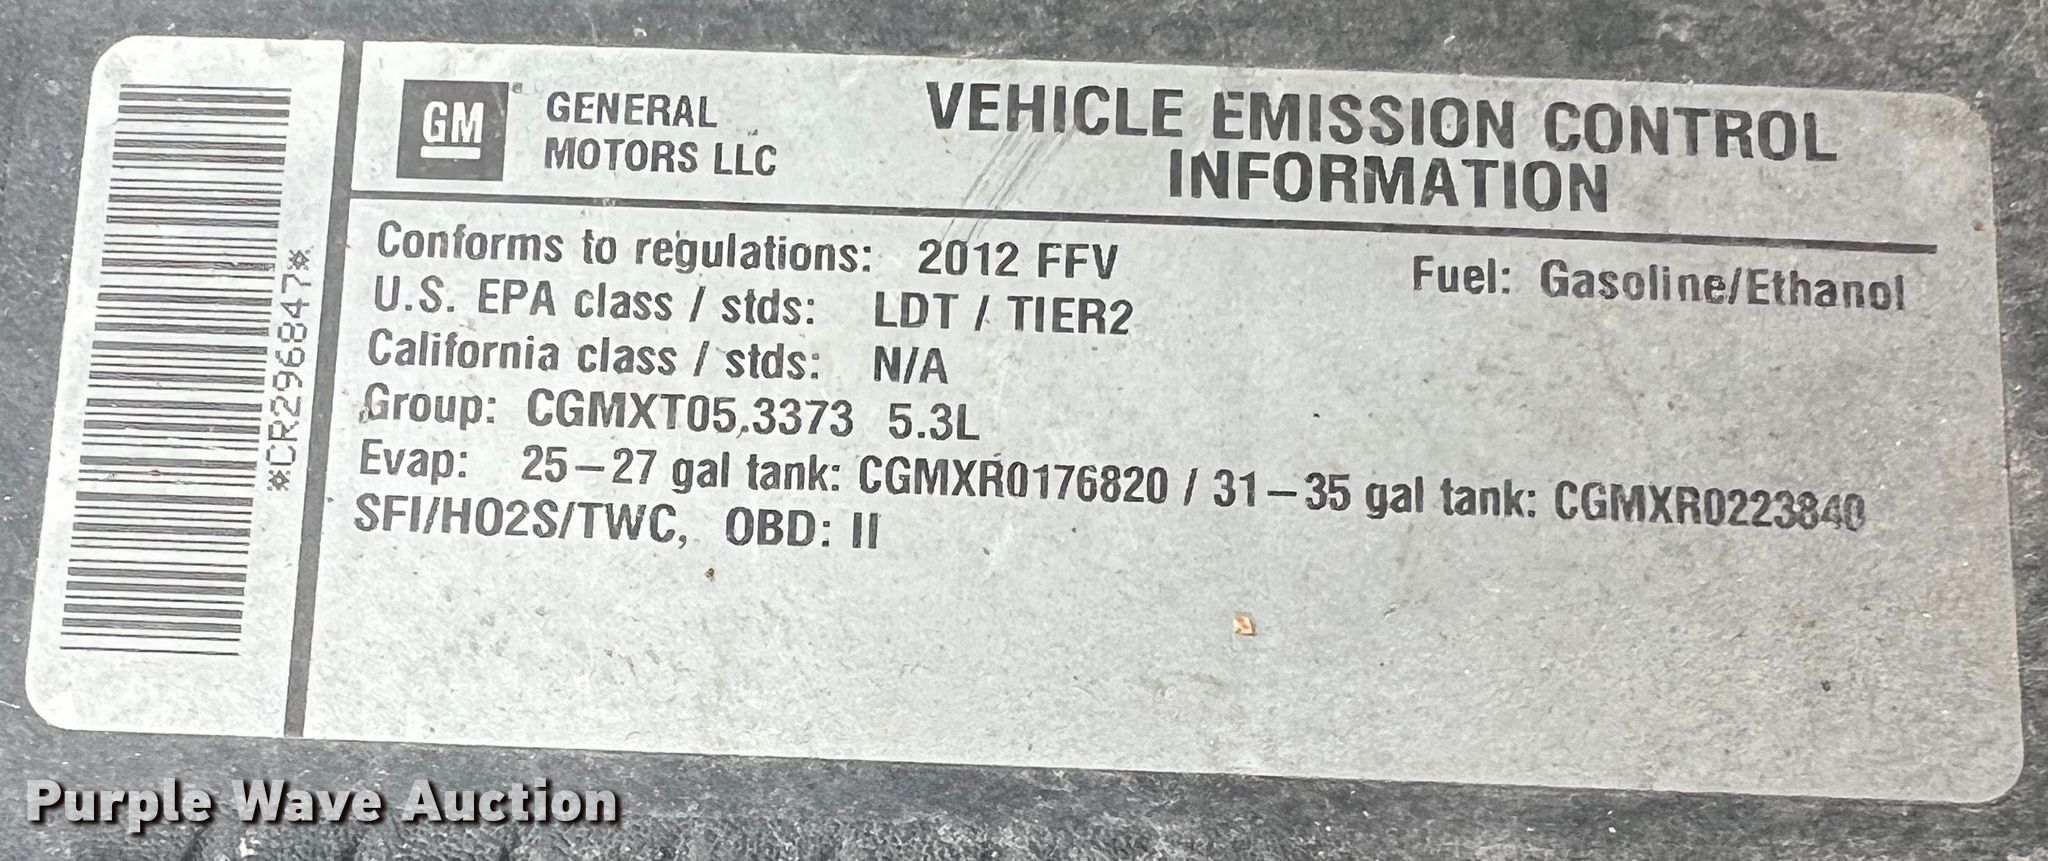 GM
GENERAL
MOTORS LLC
VEHICLE EMISSION CONTROL
INFORMATION
Conforms to regulations: 2012 FFV Fuel: Gasoline/Ethanol
U.S. EPA class / stds: LDT / TIER2
California class / stds: N/A
Group: CGMXT05.3373 5.3L
Evap: 25–27 gal tank: CGMXR0176820 / 31–35 gal tank: CGMXR0223840
SFI/HO2S/TWC, OBD: II
*CR296847*
Purple Wave Auction